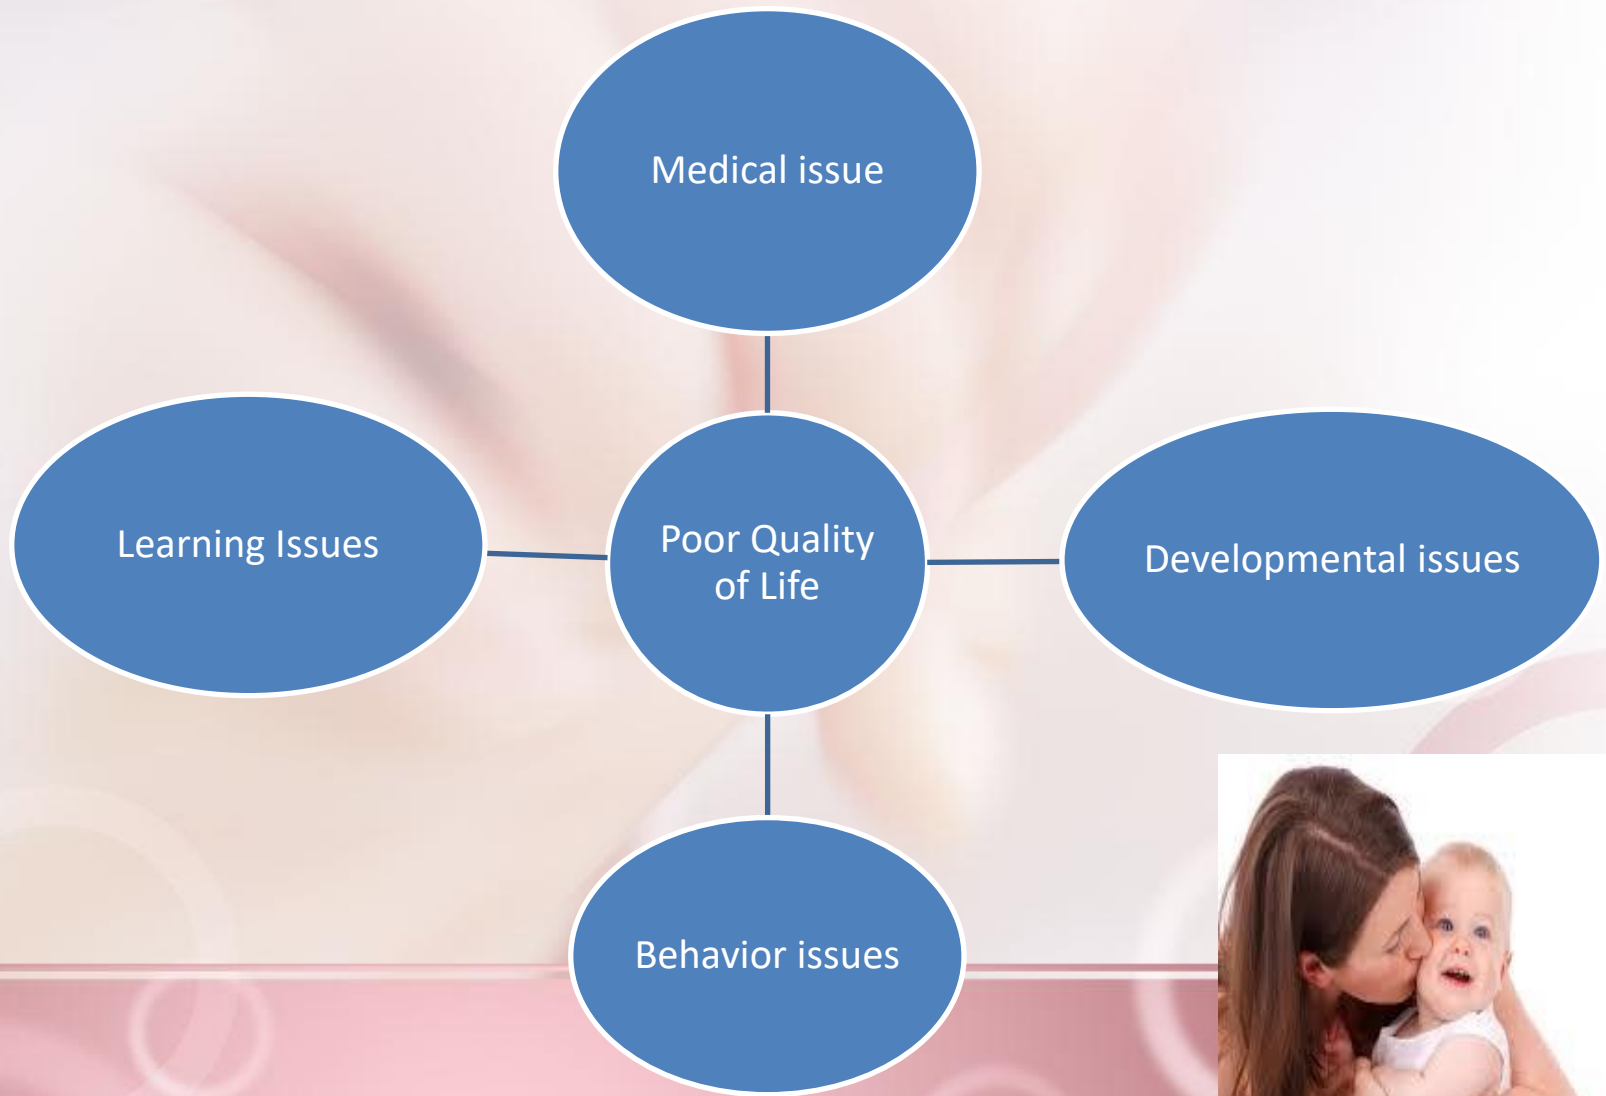 Medical issue
Learning Issues
Poor Quality
of Life
Developmental issues
Behavior issues